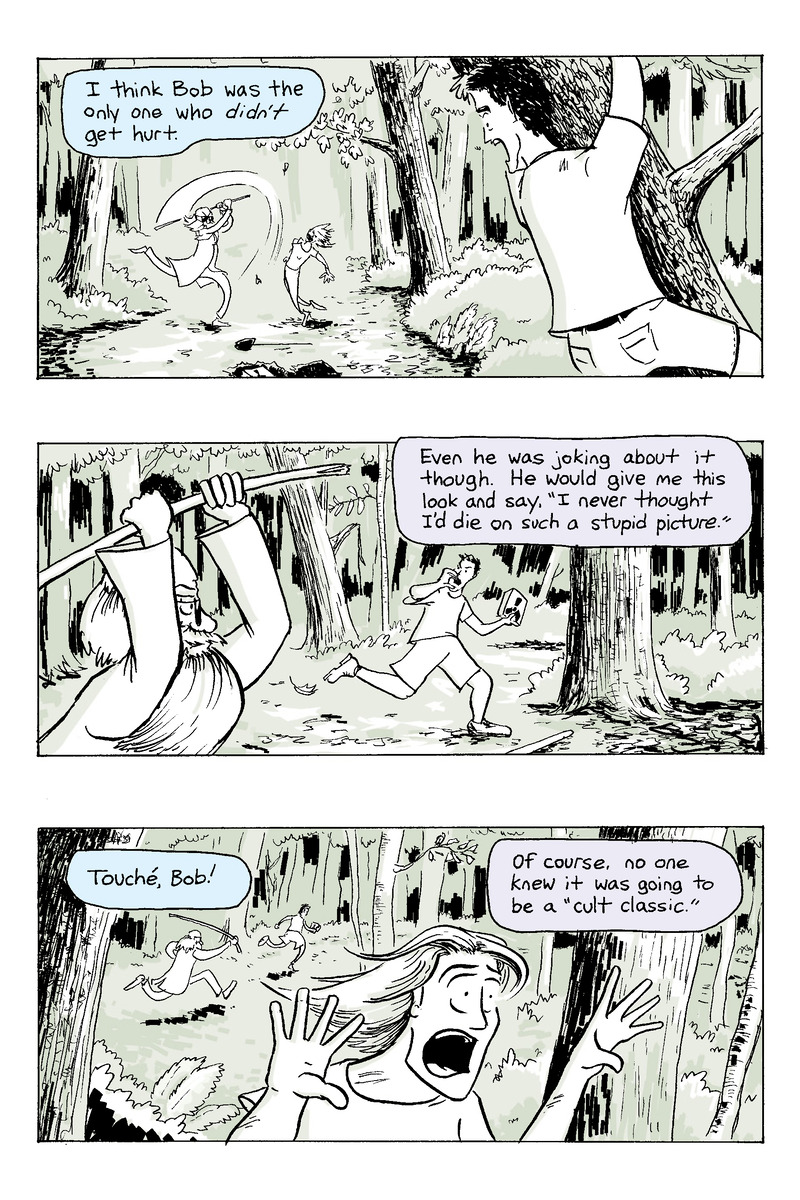 I think Bob was the
only one who didn't
get hurt.
Even he was joking about it
though. He would give me this
look and say, "I never thought
I'd die on such a stupid picture."
Touché, Bob!
Of course, no one
knew it was going to
be a "cult classic."